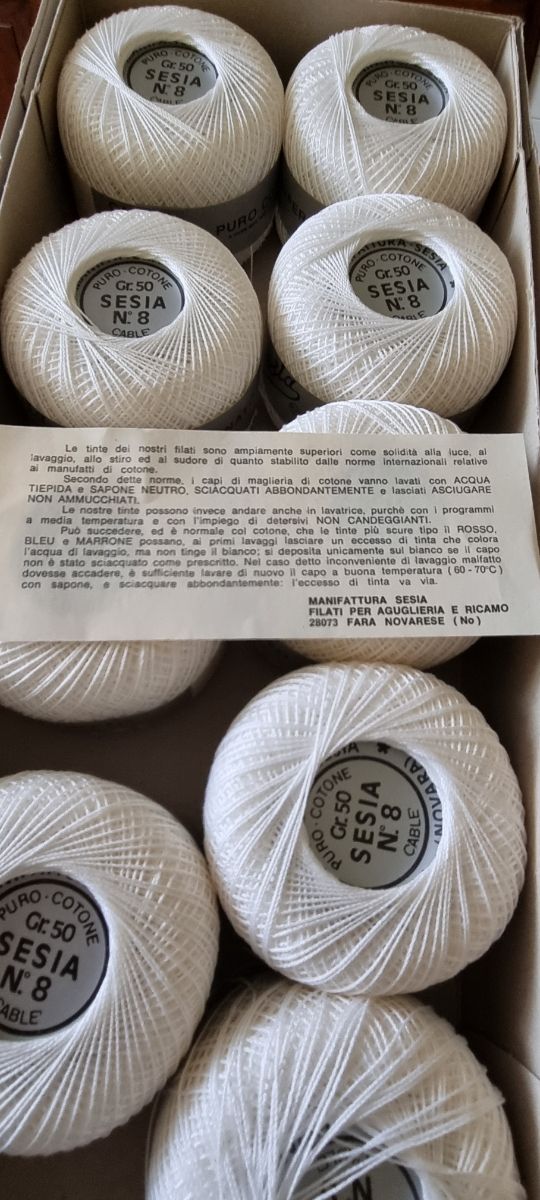 PURO·COTONE
Gr. 50
SESIA
N.° 8
CABLE'
PURO·COTONE
Gr. 50
SESIA
N.° 8
CABLE'
PURO CO
PURO·COTONE
Gr. 50
SESIA
N.° 8
CABLE'
TURA·SESIA
PURO·COTONE
Gr. 50
SESIA
N.° 8
Le tinte dei nostri filati sono ampiamente superiori come solidità alla luce, al
lavaggio, allo stiro ed al sudore di quanto stabilito dalle norme internazionali relative
ai manufatti di cotone.
Secondo dette norme, i capi di maglieria di cotone vanno lavati con ACQUA
TIEPIDA e SAPONE NEUTRO, SCIACQUATI ABBONDANTEMENTE e lasciati ASCIUGARE
NON AMMUCCHIATI.
Le nostre tinte possono invece andare anche in lavatrice, purchè con i programmi
a media temperatura e con l'impiego di detersivi NON CANDEGGIANTI.
Può succedere, ed è normale col cotone, che le tinte più scure tipo il ROSSO,
BLEU e MARRONE possano, ai primi lavaggi lasciare un eccesso di tinta che colora
l'acqua di lavaggio, ma non tinge il bianco; si deposita unicamente sul bianco se il capo
non è stato sciacquato come prescritto. Nel caso detto inconveniente di lavaggio malfatto
dovesse accadere, è sufficiente lavare di nuovo il capo a buona temperatura ( 60 - 70°C )
con sapone, e sciacquare abbondantemente: l'eccesso di tinta va via.
MANIFATTURA SESIA
FILATI PER AGUGLIERIA E RICAMO
28073 FARA NOVARESE ( No )
PURO·COTONE
Gr. 50
SESIA
N.° 8
CABLE'
NOVARA)
PURO·COTONE
Gr. 50
SESIA
N.° 8
CABLE'